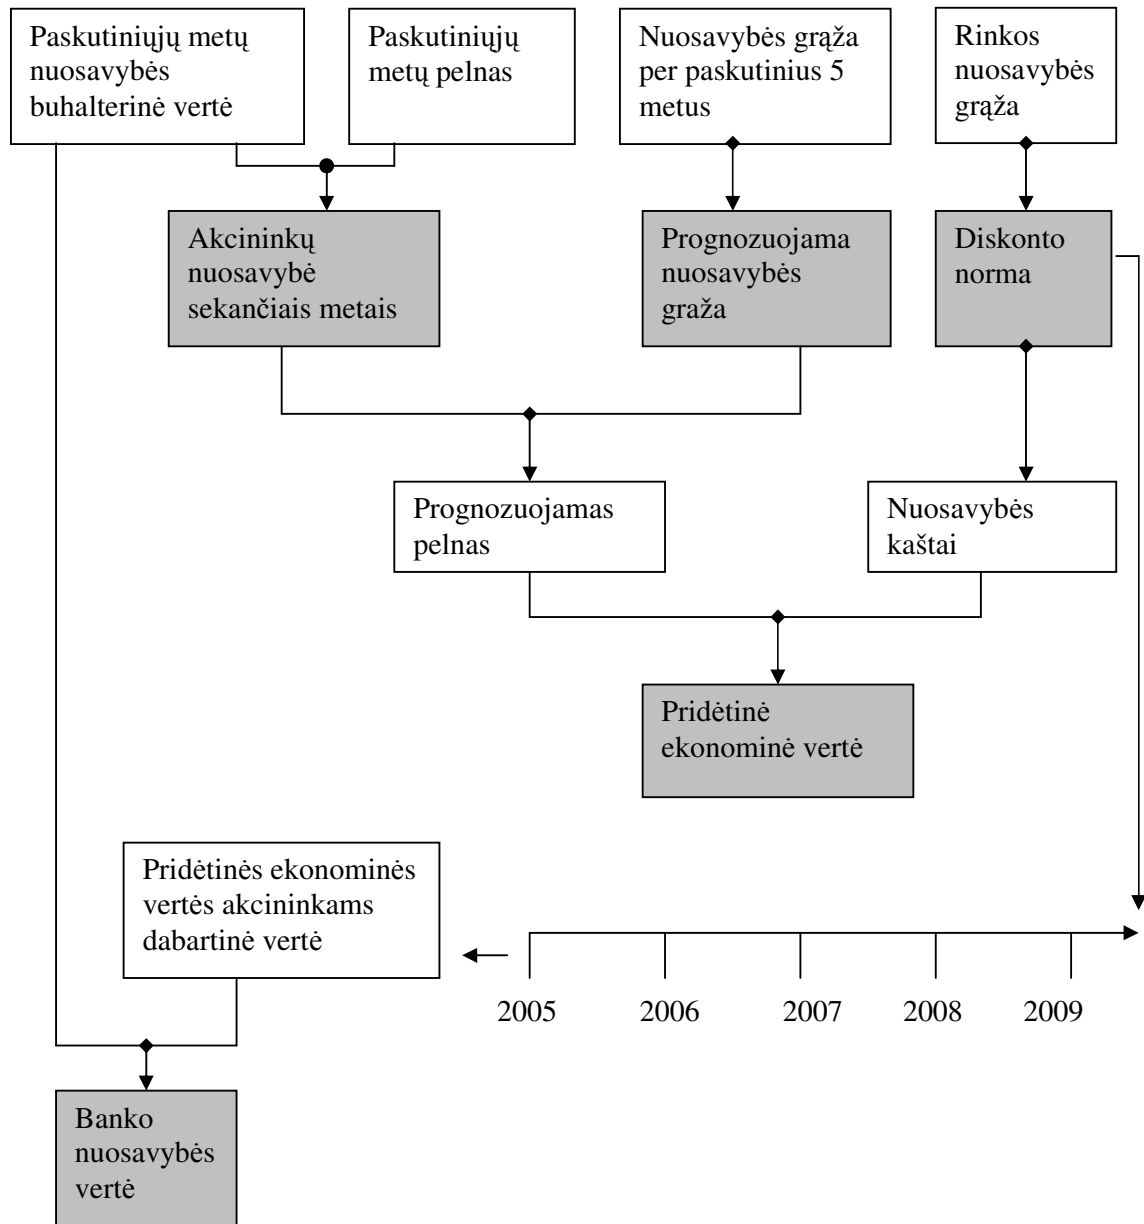 Paskutiniųjų metų
nuosavybės
buhalterinė vertė
Paskutiniųjų
metų pelnas
Nuosavybės grąža
per paskutinius 5
metus
Rinkos
nuosavybės
grąža
Akcininkų
nuosavybė
sekančiais metais
Prognozuojama
nuosavybės
graža
Diskonto
norma
Prognozuojamas
pelnas
Nuosavybės
kaštai
Pridėtinė
ekonominė vertė
Pridėtinės ekonominės
vertės akcininkams
dabartinė vertė
2005 2006 2007 2008 2009
Banko
nuosavybės
vertė